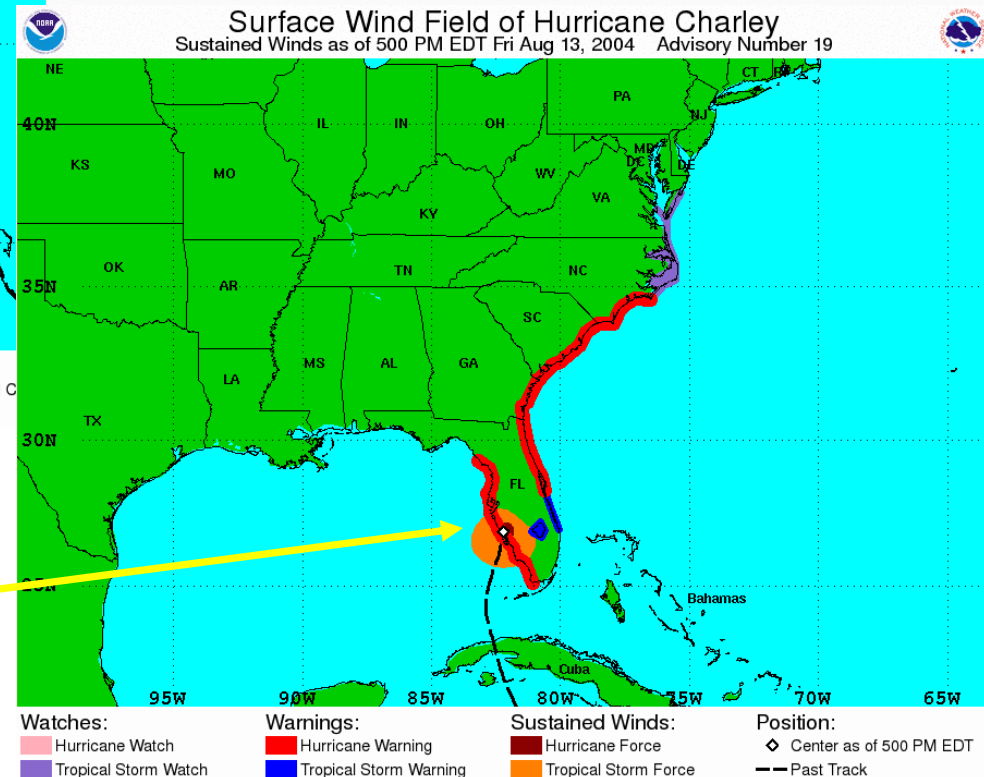 Surface Wind Field of Hurricane Charley
Sustained Winds as of 500 PM EDT Fri Aug 13, 2004 Advisory Number 19
NOAA
NE
CT
PA
NJ
40N
IL
IN
OH
MD
DC
DE
KS
MO
WV
VA
KY
OK
TN
NC
35N
AR
SC
MS
AL
GA
LA
C
TX
30N
FL
25N
Bahamas
Cuba
95W 90W 85W 80W 75W 70W 65W
Watches: Warnings: Sustained Winds: Position:
Hurricane Watch Hurricane Warning Hurricane Force Center as of 500 PM EDT
Tropical Storm Watch Tropical Storm Warning Tropical Storm Force Past Track